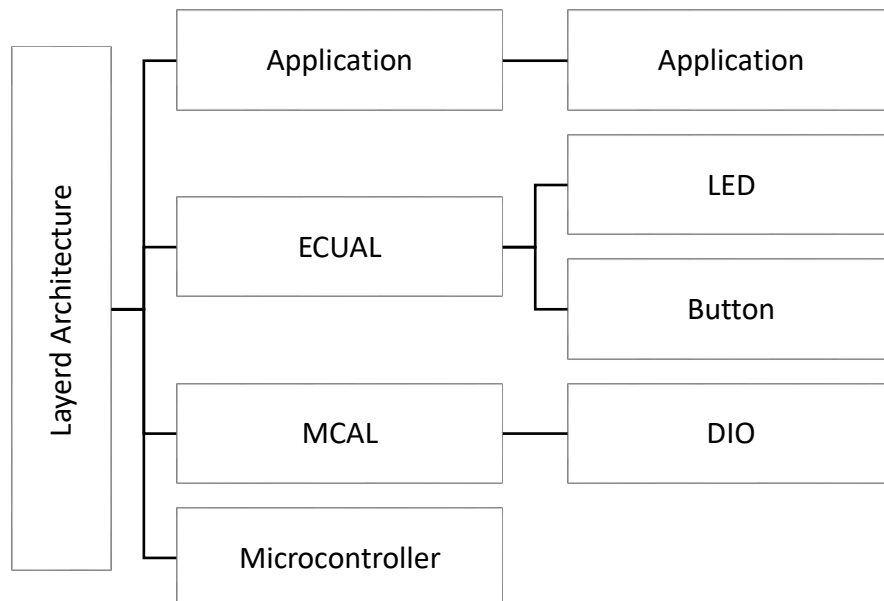 Layerd Architecture
Application
Application
ECUAL
LED
Button
MCAL
DIO
Microcontroller